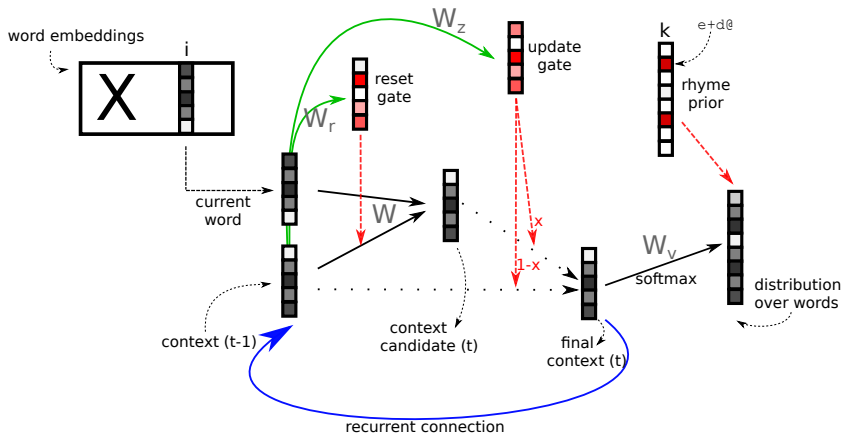 word embeddings
i
X
W_z
W_r
reset
gate
update
gate
k
e+d@
rhyme
prior
current
word
W
x
1-x
W_v
softmax
context (t-1)
context
candidate (t)
final
context (t)
distribution
over words
recurrent connection